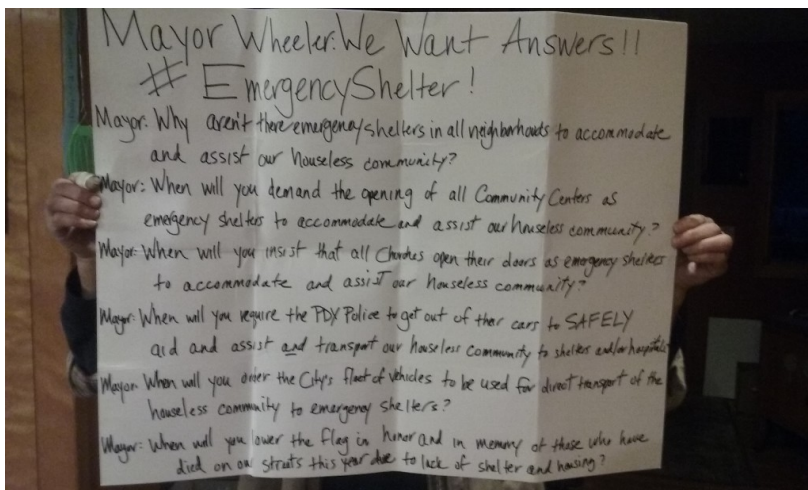 Mayor Wheeler: We Want Answers!!
# EmergencyShelter!
Mayor: Why aren't there emergency shelters in all neighborhoods to accommodate
and assist our houseless community?
Mayor: When will you demand the opening of all Community Centers as
emergency shelters to accommodate and assist our houseless community?
Mayor: When will you insist that all Churches open their doors as emergency shelters
to accommodate and assist our houseless community?
Mayor: When will you require the PDX Police to get out of their cars to SAFELY
aid and assist and transport our houseless community to shelters and/or hospitals
Mayor: When will you order the City's fleet of vehicles to be used for direct transport of the
houseless community to emergency shelters?
Mayor: When will you lower the flag in honor and in memory of those who have
died on our streets this year due to lack of shelter and housing?